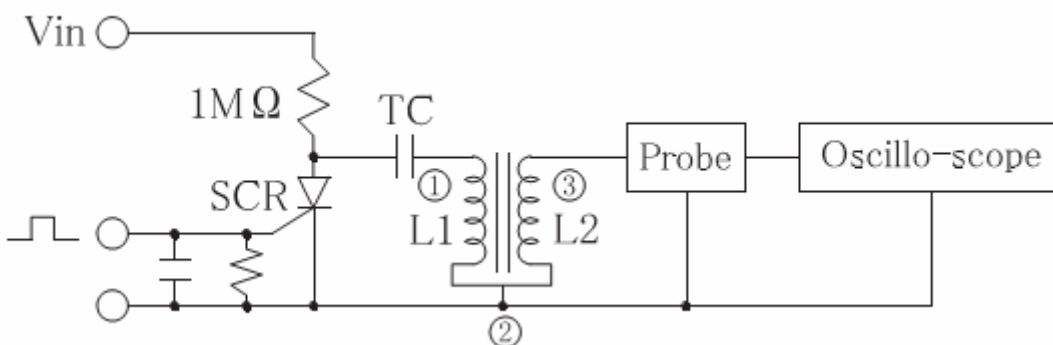 Vin
1MΩ
TC
SCR
①
L1
③
L2
②
Probe
Oscillo-scope